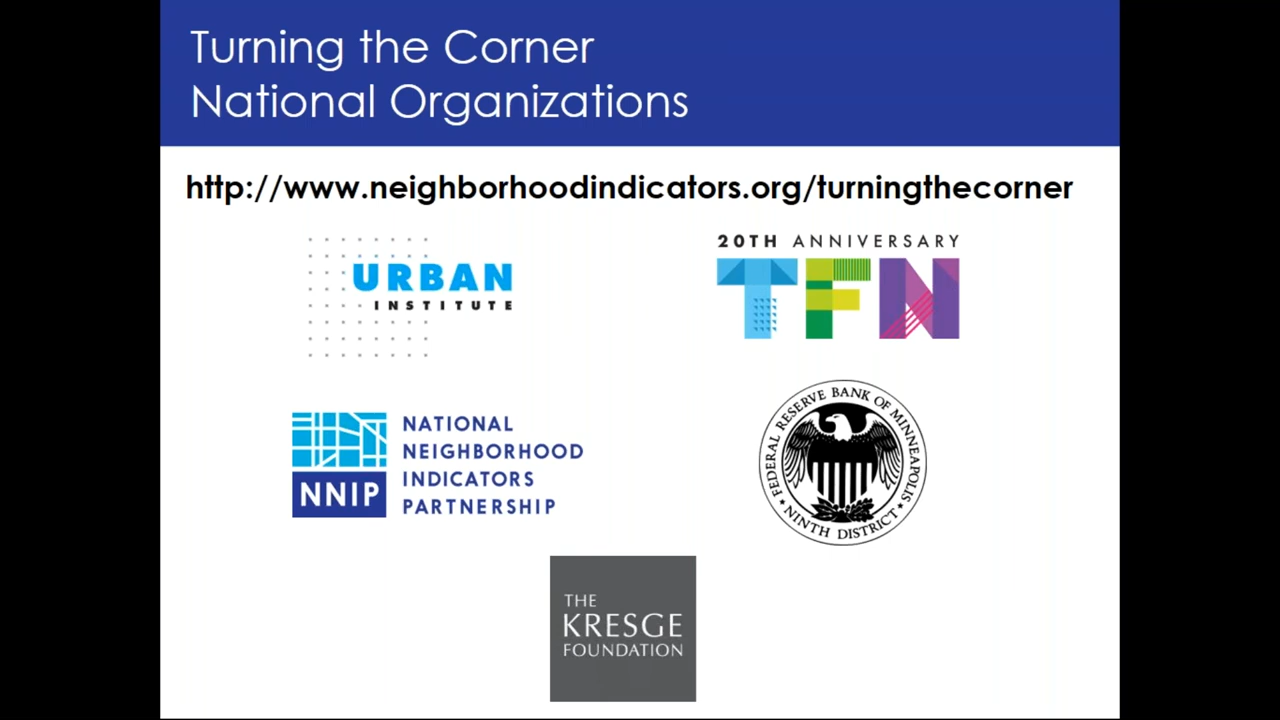 Turning the Corner
National Organizations
http://www.neighborhoodindicators.org/turningthecorner
URBAN
INSTITUTE
20TH ANNIVERSARY
TFN
NNIP
NATIONAL
NEIGHBORHOOD
INDICATORS
PARTNERSHIP
FEDERAL RESERVE BANK OF MINNEAPOLIS
NINTH DISTRICT
THE
KRESGE
FOUNDATION